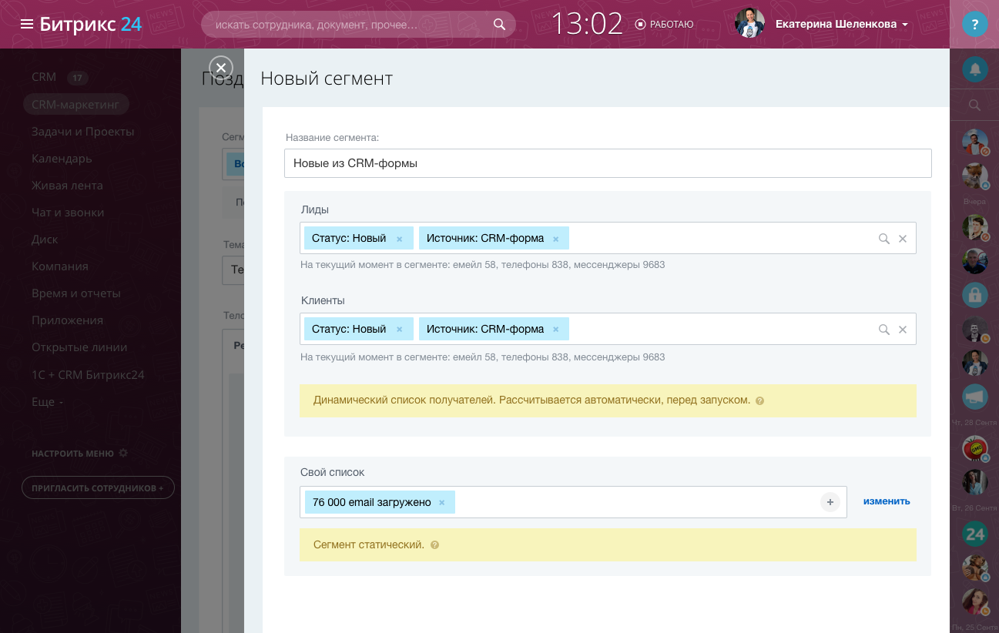 Битрикс 24
искать сотрудника, документ, прочее...
13:02
РАБОТАЮ
Екатерина Шеленкова
?
CRM 17
CRM-маркетинг
Задачи и Проекты
Календарь
Живая лента
Чат и звонки
Диск
Компания
Время и отчеты
Приложения
Открытые линии
1С + CRM Битрикс24
Еще
НАСТРОИТЬ МЕНЮ
ПРИГЛАСИТЬ СОТРУДНИКОВ +
Новый сегмент
Название сегмента:
Новые из CRM-формы
Лиды
Статус: Новый × Источник: CRM-форма ×
На текущий момент в сегменте: емейл 58, телефоны 838, мессенджеры 9683
Клиенты
Статус: Новый × Источник: CRM-форма ×
На текущий момент в сегменте: емейл 58, телефоны 838, мессенджеры 9683
Динамический список получателей. Рассчитывается автоматически, перед запуском. ?
Свой список
76 000 email загружено × +
изменить
Сегмент статический. ?
Вчера
Чт, 28 Сентя
Вт, 26 Сентя
24
Пн, 25 Сентя